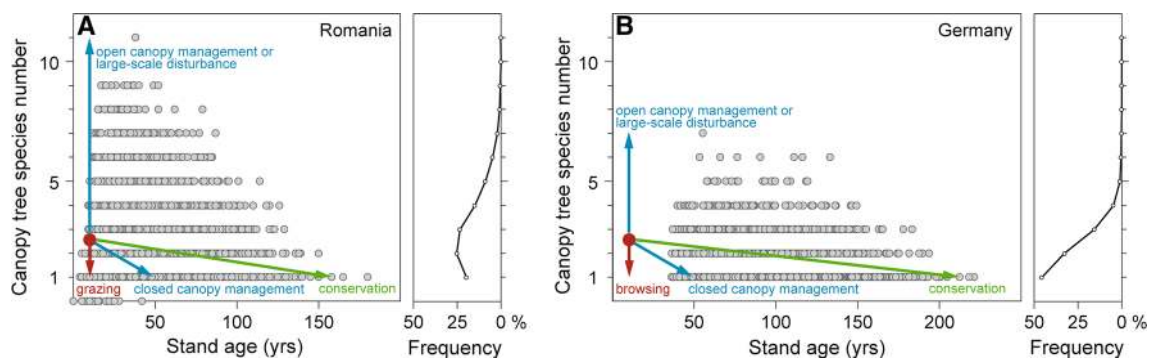 A
Romania
open canopy management or
large-scale disturbance
Canopy tree species number
10
5
1
grazing
closed canopy management
conservation
50
100
150
Stand age (yrs)
50
25
0 %
Frequency
B
Germany
open canopy management or
large-scale disturbance
Canopy tree species number
10
5
1
browsing
closed canopy management
conservation
50
100
150
200
Stand age (yrs)
50
25
0 %
Frequency